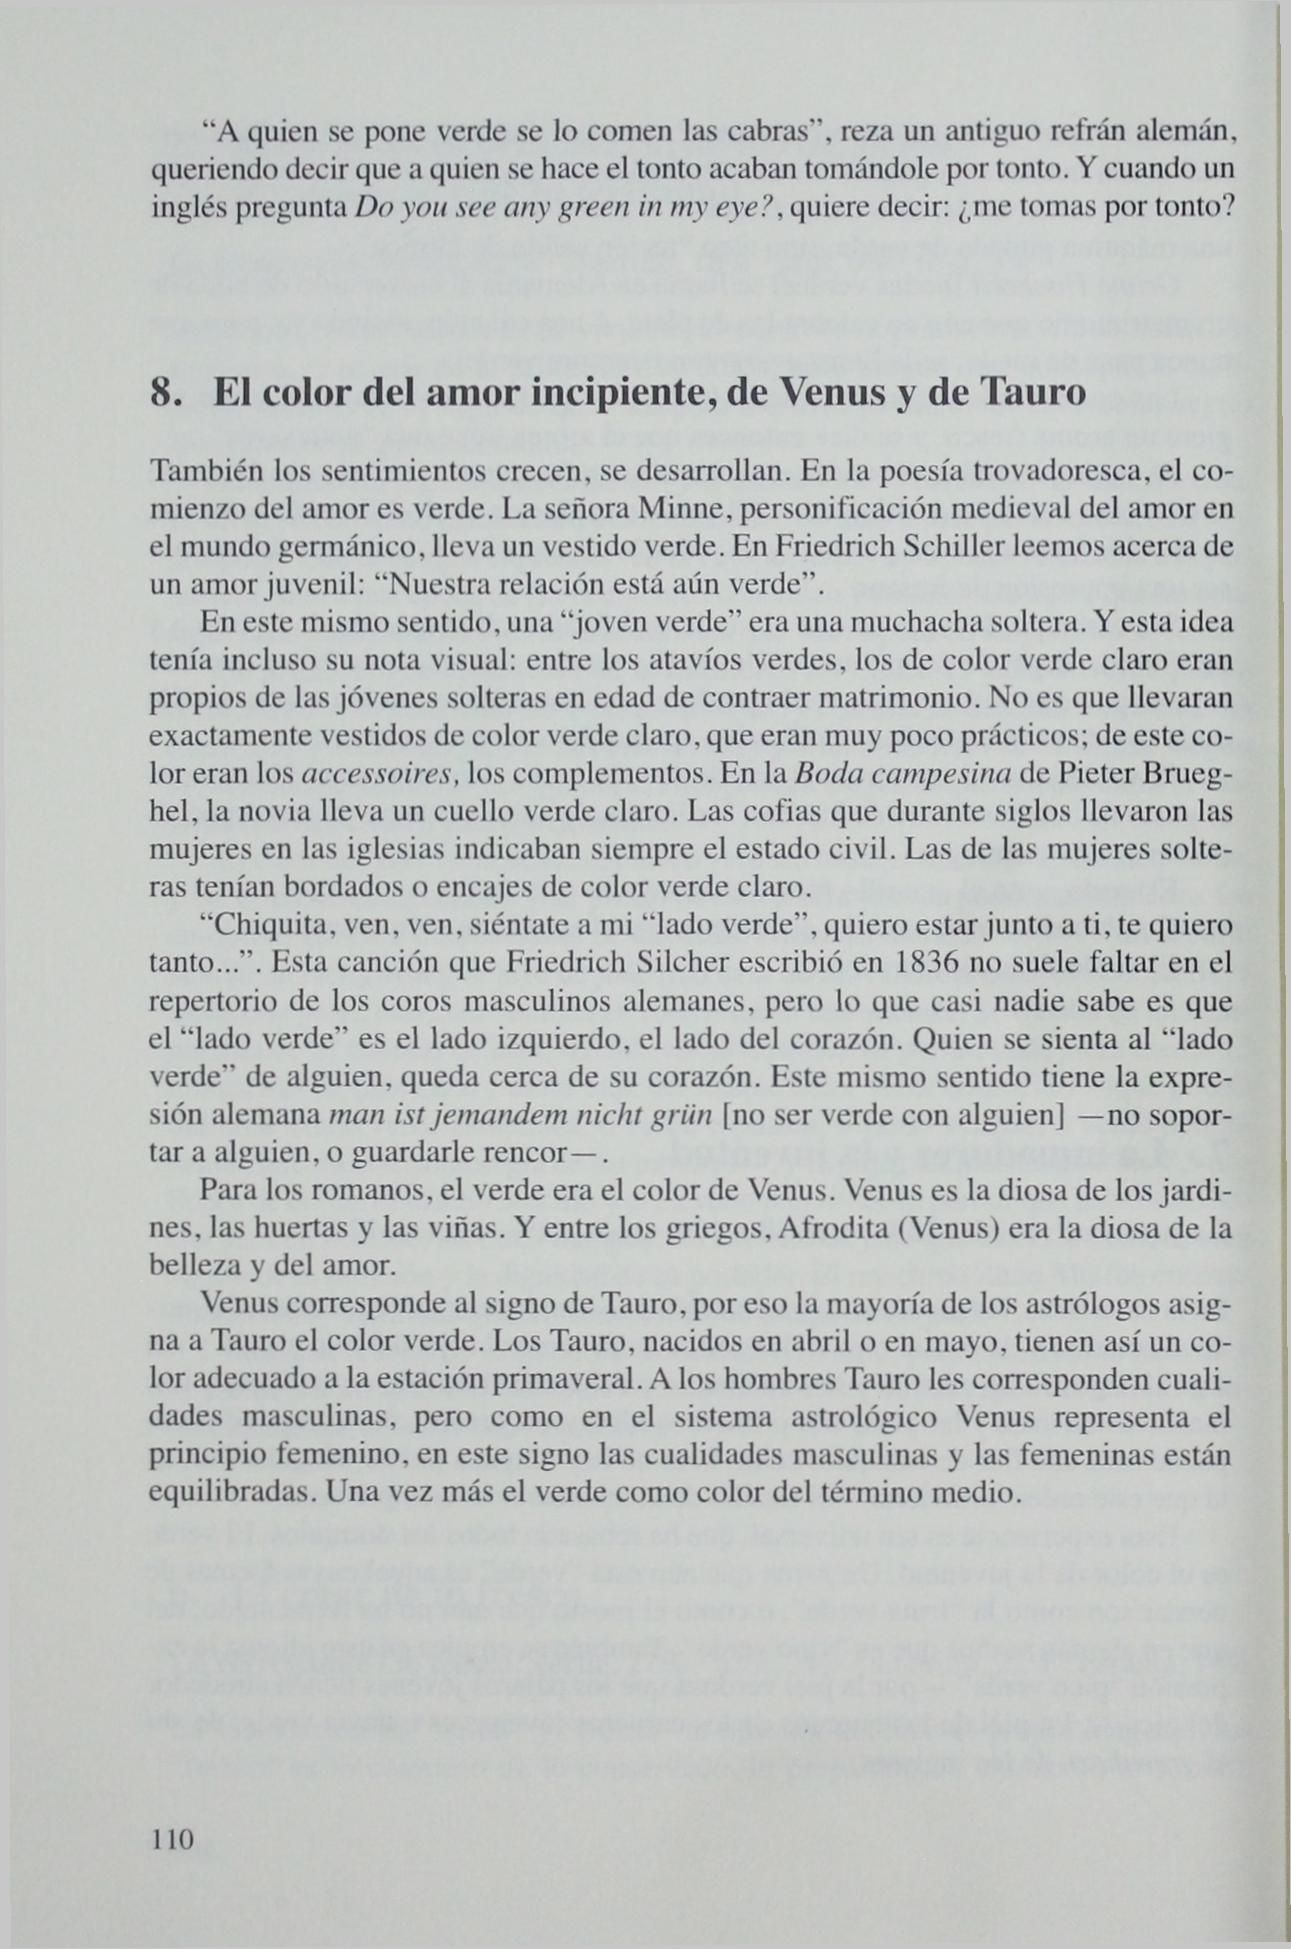 “A quien se pone verde se lo comen las cabras”, reza un antiguo refrán alemán,
queriendo decir que a quien se hace el tonto acaban tomándole por tonto. Y cuando un
inglés pregunta Do you see any green in my eye?, quiere decir: ¿me tomas por tonto?
8. El color del amor incipiente, de Venus y de Tauro
También los sentimientos crecen, se desarrollan. En la poesía trovadoresca, el co-
mienzo del amor es verde. La señora Minne, personificación medieval del amor en
el mundo germánico, lleva un vestido verde. En Friedrich Schiller leemos acerca de
un amor juvenil: “Nuestra relación está aún verde”.
En este mismo sentido, una “joven verde” era una muchacha soltera. Y esta idea
tenía incluso su nota visual: entre los atavíos verdes, los de color verde claro eran
propios de las jóvenes solteras en edad de contraer matrimonio. No es que llevaran
exactamente vestidos de color verde claro, que eran muy poco prácticos; de este co-
lor eran los accessoires, los complementos. En la Boda campesina de Pieter Brueg-
hel, la novia lleva un cuello verde claro. Las cofias que durante siglos llevaron las
mujeres en las iglesias indicaban siempre el estado civil. Las de las mujeres solte-
ras tenían bordados o encajes de color verde claro.
“Chiquita, ven, ven, siéntate a mi “lado verde”, quiero estar junto a ti, te quiero
tanto...”. Esta canción que Friedrich Silcher escribió en 1836 no suele faltar en el
repertorio de los coros masculinos alemanes, pero lo que casi nadie sabe es que
el “lado verde” es el lado izquierdo, el lado del corazón. Quien se sienta al “lado
verde” de alguien, queda cerca de su corazón. Este mismo sentido tiene la expre-
sión alemana man ist jemandem nicht grün [no ser verde con alguien] —no sopor-
tar a alguien, o guardarle rencor—.
Para los romanos, el verde era el color de Venus. Venus es la diosa de los jardi-
nes, las huertas y las viñas. Y entre los griegos, Afrodita (Venus) era la diosa de la
belleza y del amor.
Venus corresponde al signo de Tauro, por eso la mayoría de los astrólogos asig-
na a Tauro el color verde. Los Tauro, nacidos en abril o en mayo, tienen así un co-
lor adecuado a la estación primaveral. A los hombres Tauro les corresponden cuali-
dades masculinas, pero como en el sistema astrológico Venus representa el
principio femenino, en este signo las cualidades masculinas y las femeninas están
equilibradas. Una vez más el verde como color del término medio.
110